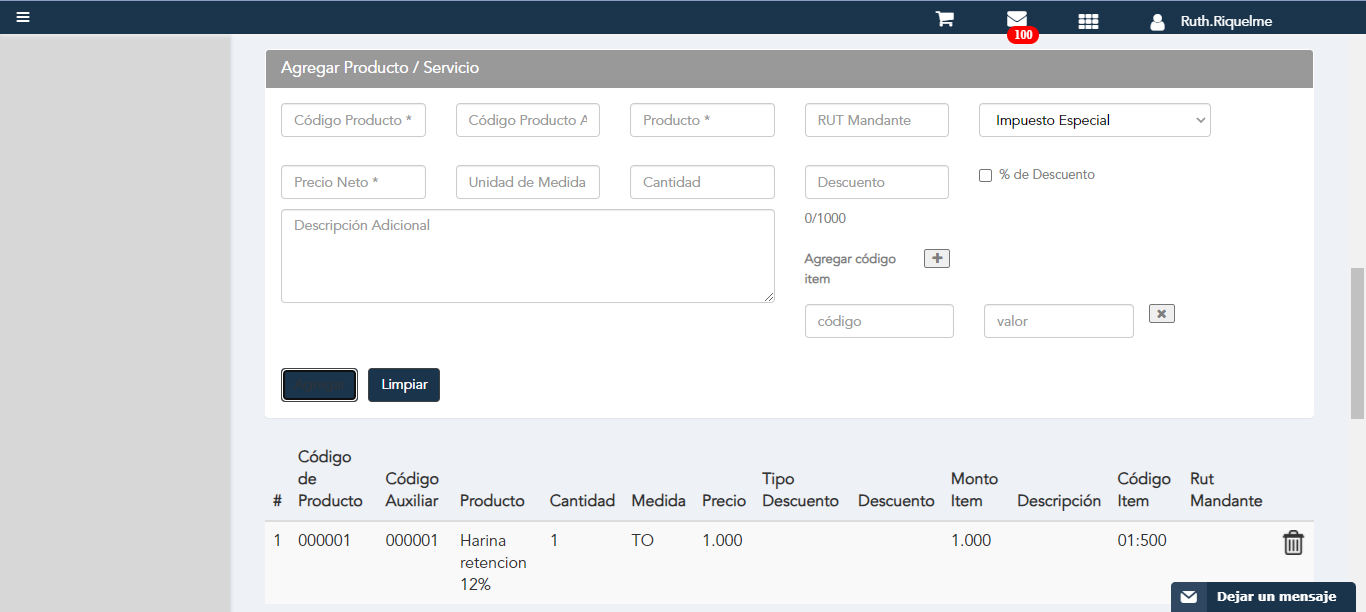 Ruth.Riquelme
100
Agregar Producto / Servicio
Código Producto * Código Producto A Producto * RUT Mandante Impuesto Especial
Precio Neto * Unidad de Medida Cantidad Descuento % de Descuento
Descripción Adicional 0/1000
Agregar código
item
código valor
Limpiar
Código
de Código Tipo Monto Código Rut
# Producto Auxiliar Producto Cantidad Medida Precio Descuento Descuento Item Descripción Item Mandante
1 000001 000001 Harina 1 TO 1.000 1.000 01:500
retencion
12%
Dejar un mensaje